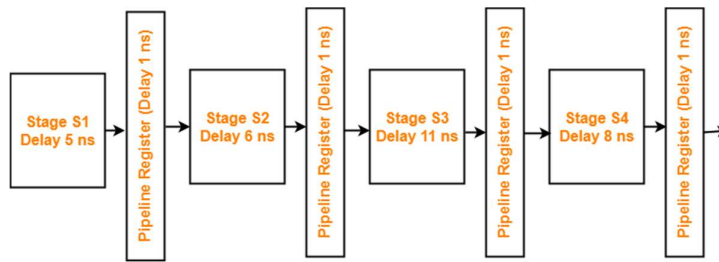 Stage S1
Delay 5 ns
Pipeline Register (Delay 1 ns)
Stage S2
Delay 6 ns
Pipeline Register (Delay 1 ns)
Stage S3
Delay 11 ns
Pipeline Register (Delay 1 ns)
Stage S4
Delay 8 ns
Pipeline Register (Delay 1 ns)